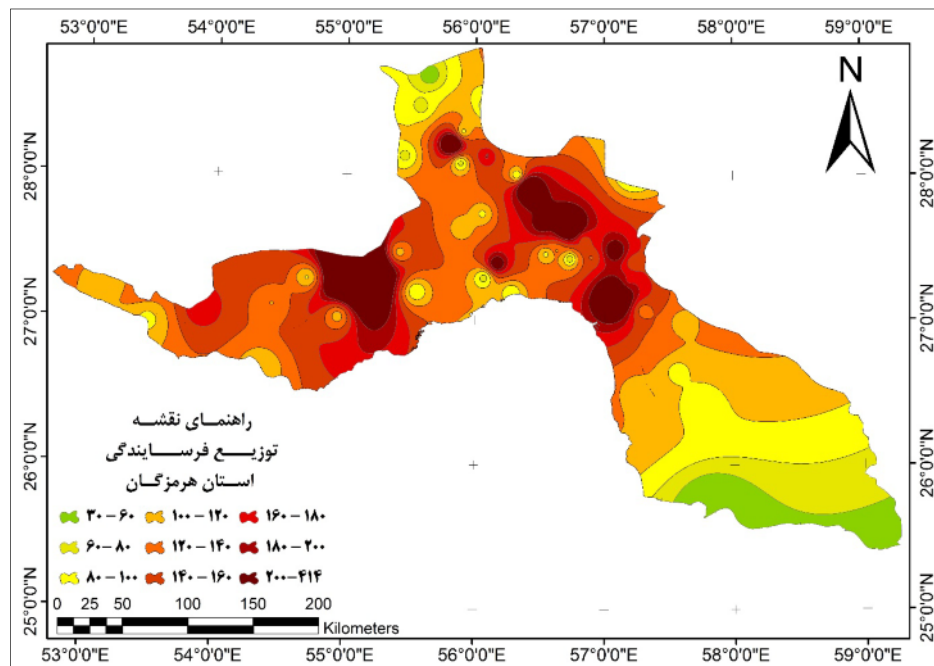 53°0'0"E 54°0'0"E 55°0'0"E 56°0'0"E 57°0'0"E 58°0'0"E 59°0'0"E
N
28°0'0"N 28°0'0"N
27°0'0"N 27°0'0"N
26°0'0"N 26°0'0"N
25°0'0"N 25°0'0"N
راهنمای نقشه
توزیع فرسایندگی
استان هرمزگان
۳۰-۶۰ ۱۰۰-۱۲۰ ۱۶۰-۱۸۰
۶۰-۸۰ ۱۲۰-۱۴۰ ۱۸۰-۲۰۰
۸۰-۱۰۰ ۱۴۰-۱۶۰ ۲۰۰-۴۱۴
0 25 50 100 150 200
Kilometers
53°0'0"E 54°0'0"E 55°0'0"E 56°0'0"E 57°0'0"E 58°0'0"E 59°0'0"E